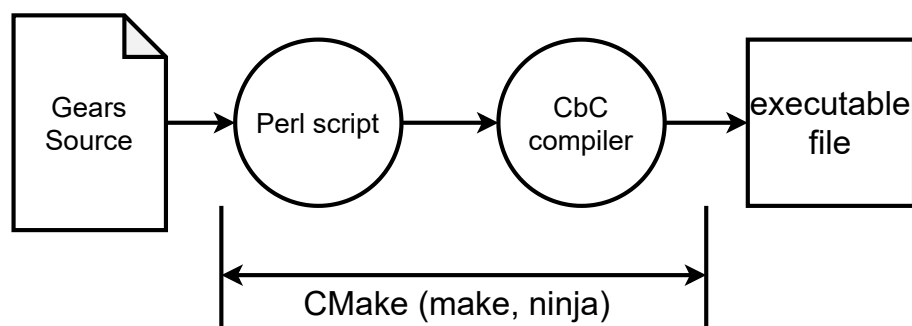 Gears
Source
Perl script
CbC
compiler
executable
file
CMake (make, ninja)